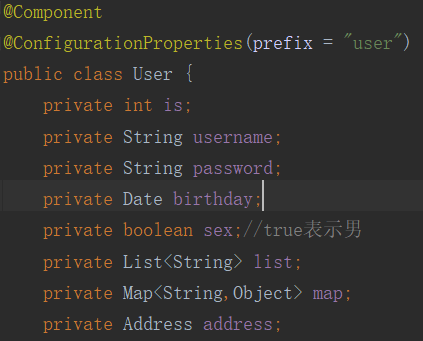 @Component
@ConfigurationProperties(prefix = "user")
public class User {
private int is;
private String username;
private String password;
private Date birthday;
private boolean sex;//true表示男
private List<String> list;
private Map<String,Object> map;
private Address address;